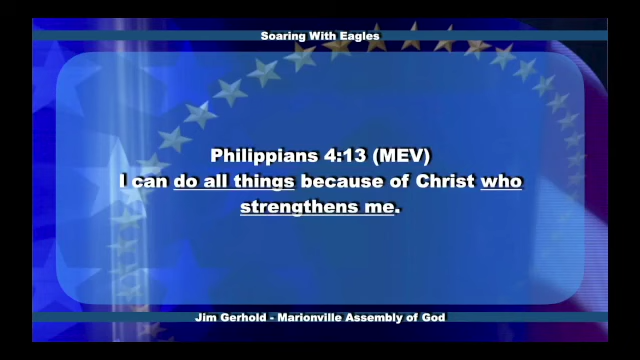 Soaring With Eagles
Philippians 4:13 (MEV)
I can do all things because of Christ who
strengthens me.
Jim Gerhold - Marionville Assembly of God